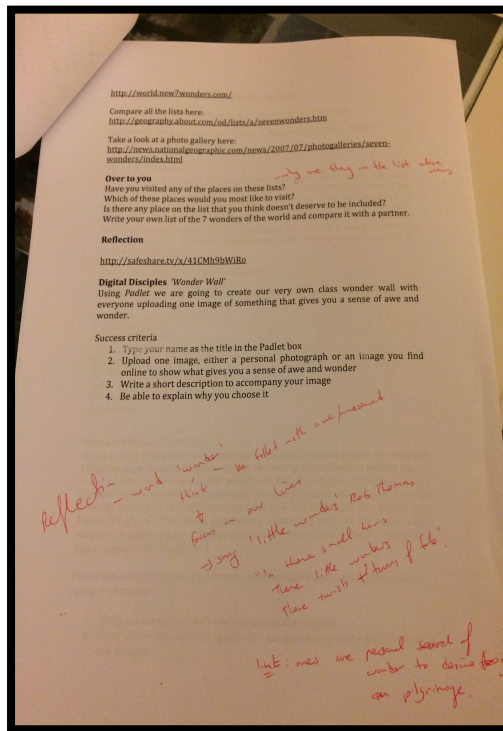 http://world.new7wonders.com/
Compare all the lists here:
http://geography.about.com/od/lists/a/sevenwonders.htm
Take a look at a photo gallery here:
http://news.nationalgeographic.com/news/2007/07/photogalleries/seven-
wonders/index.html
are they on the list
Over to you
Have you visited any of the places on these lists?
Which of these places would you most like to visit?
Is there any place on the list that you think doesn't deserve to be included?
Write your own list of the 7 wonders of the world and compare it with a partner.
Reflection
http://safeshare.tv/x/41CMh9bWiRo
Digital Disciples 'Wonder Wall'
Using Padlet we are going to create our very own class wonder wall with
everyone uploading one image of something that gives you a sense of awe and
wonder.
Success criteria
1. Type your name as the title in the Padlet box
2. Upload one image, either a personal photograph or an image you find
online to show what gives you a sense of awe and wonder
3. Write a short description to accompany your image
4. Be able to explain why you choose it
Reflection – word 'wonder'
think – be filled with
focus on our lives
→ song 'little wonders' Rob Thomas
"In these small hours
These little wonders
these twists & turns of fate".
link: ones are personal search of
wonder to desire to go
on pilgrimage.